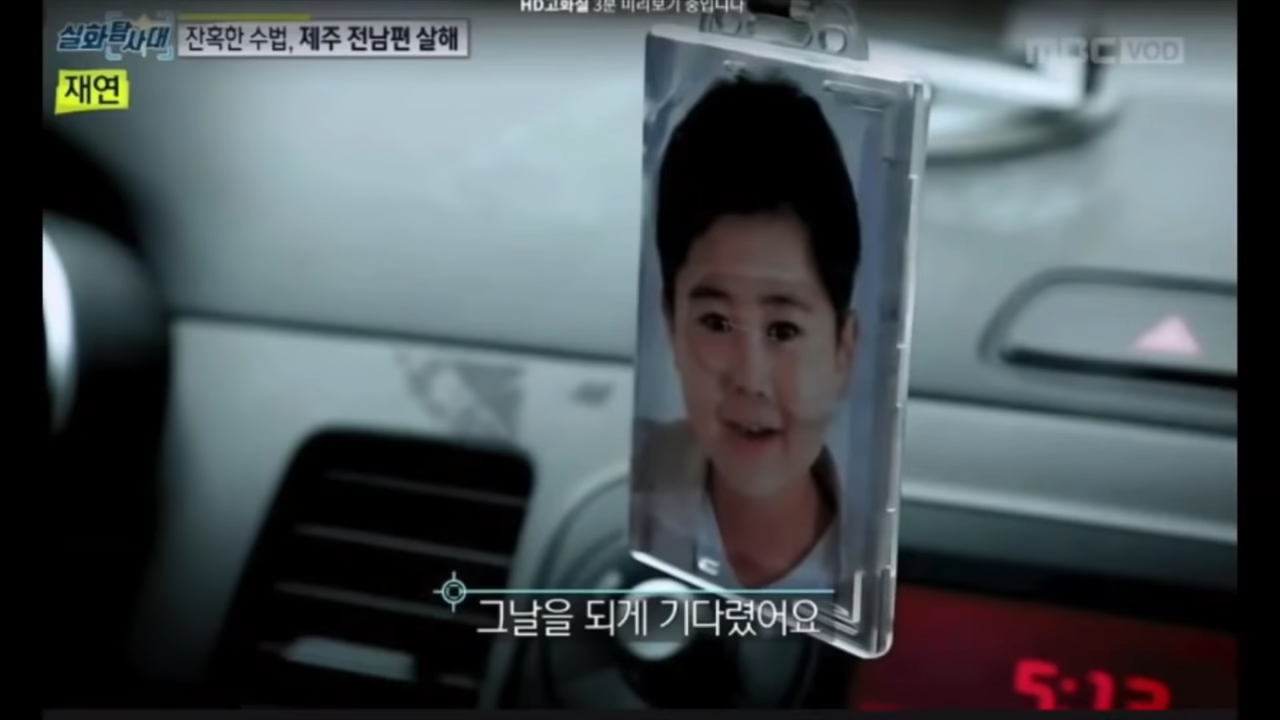 HD고화질 3분 미리보기 중입니다
실화탐사대
잔혹한 수법, 제주 전남편 살해
MBC VOD
재연
그날을 되게 기다렸어요